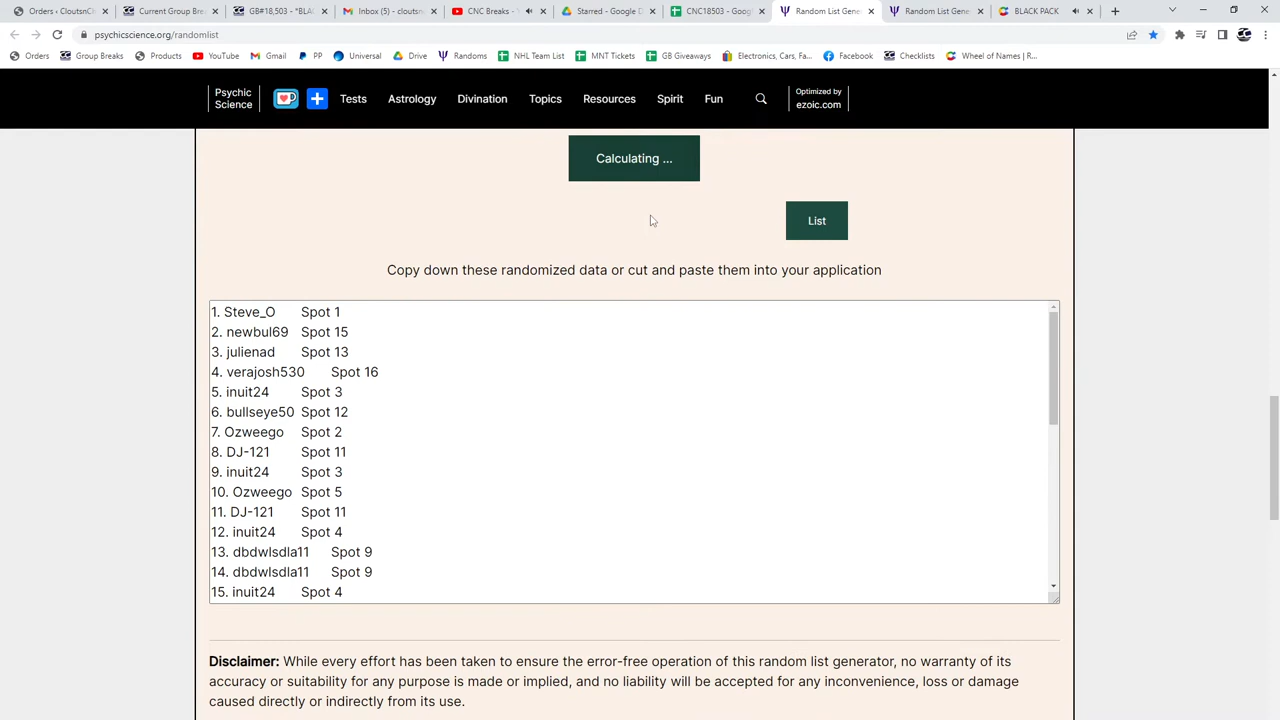 Orders ‹ CloutsnCh
Current Group Brea
GB#18,503 - *BLAC
Inbox (5) - cloutsnc
CNC Breaks -
Starred - Google D
CNC18503 - Google
Random List Gene
Random List Gene
BLACK PACK
psychicscience.org/randomlist
Orders
Group Breaks
Products
YouTube
Gmail
PP
Universal
Drive
Randoms
NHL Team List
MNT Tickets
GB Giveaways
Electronics, Cars, Fa...
Facebook
Checklists
Wheel of Names | R...
Psychic
Science
Tests
Astrology
Divination
Topics
Resources
Spirit
Fun
Optimized by
ezoic.com
Calculating ...
List
Copy down these randomized data or cut and paste them into your application
1. Steve_O Spot 1
2. newbul69 Spot 15
3. julienad Spot 13
4. verajosh530 Spot 16
5. inuit24 Spot 3
6. bullseye50 Spot 12
7. Ozweego Spot 2
8. DJ-121 Spot 11
9. inuit24 Spot 3
10. Ozweego Spot 5
11. DJ-121 Spot 11
12. inuit24 Spot 4
13. dbdwlsdla11 Spot 9
14. dbdwlsdla11 Spot 9
15. inuit24 Spot 4
Disclaimer: While every effort has been taken to ensure the error-free operation of this random list generator, no warranty of its
accuracy or suitability for any purpose is made or implied, and no liability will be accepted for any inconvenience, loss or damage
caused directly or indirectly from its use.